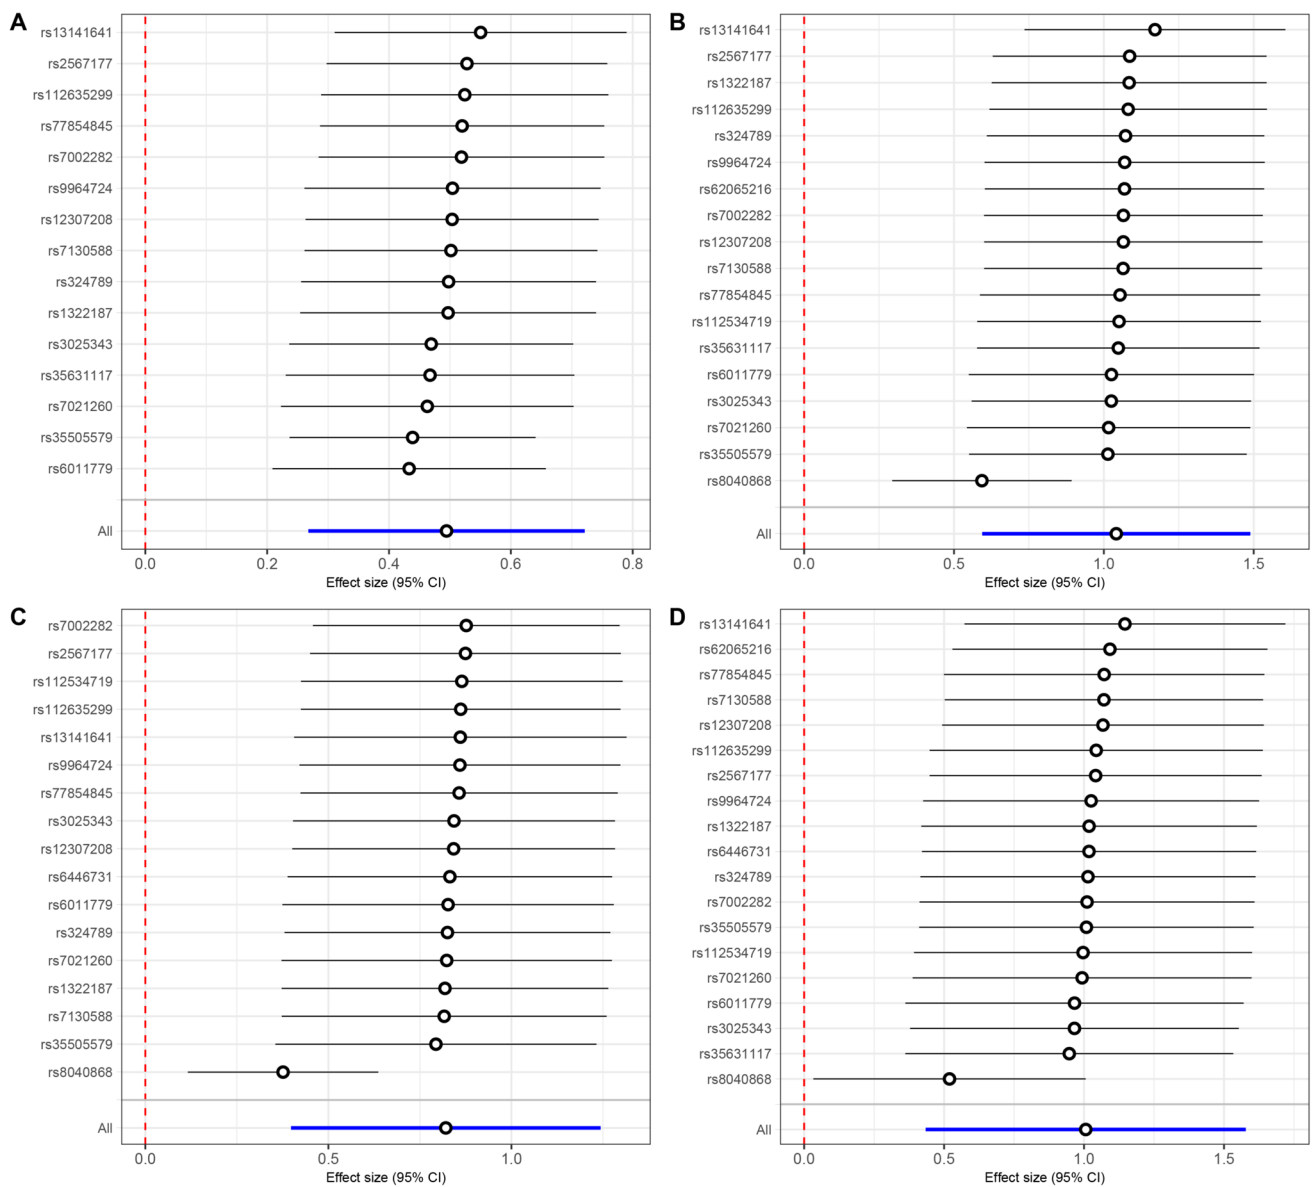 A
rs13141641
rs2567177
rs112635299
rs77854845
rs7002282
rs9964724
rs12307208
rs7130588
rs324789
rs1322187
rs3025343
rs35631117
rs7021260
rs35505579
rs6011779
All
0.0 0.2 0.4 0.6 0.8
Effect size (95% CI)
B
rs13141641
rs2567177
rs1322187
rs112635299
rs324789
rs9964724
rs62065216
rs7002282
rs12307208
rs7130588
rs77854845
rs112534719
rs35631117
rs6011779
rs3025343
rs7021260
rs35505579
rs8040868
All
0.0 0.5 1.0 1.5
Effect size (95% CI)
C
rs7002282
rs2567177
rs112534719
rs112635299
rs13141641
rs9964724
rs77854845
rs3025343
rs12307208
rs6446731
rs6011779
rs324789
rs7021260
rs1322187
rs7130588
rs35505579
rs8040868
All
0.0 0.5 1.0
Effect size (95% CI)
D
rs13141641
rs62065216
rs77854845
rs7130588
rs12307208
rs112635299
rs2567177
rs9964724
rs1322187
rs6446731
rs324789
rs7002282
rs35505579
rs112534719
rs7021260
rs6011779
rs3025343
rs35631117
rs8040868
All
0.0 0.5 1.0 1.5
Effect size (95% CI)